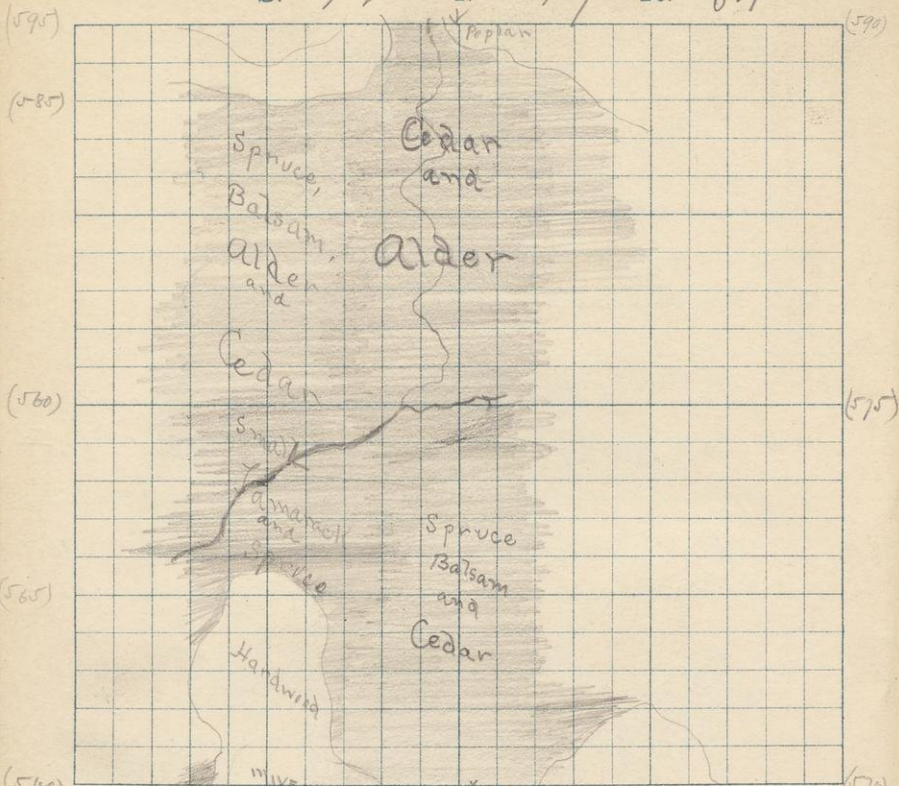 (595)
(590)
Poplar
(585)
Cedar
and
Alder
Spruce,
Balsam,
Alder
and
Cedar
(560)
(575)
Small
Tamarack
and
Spruce
Spruce
Balsam
and
Cedar
(565)
Hardwood